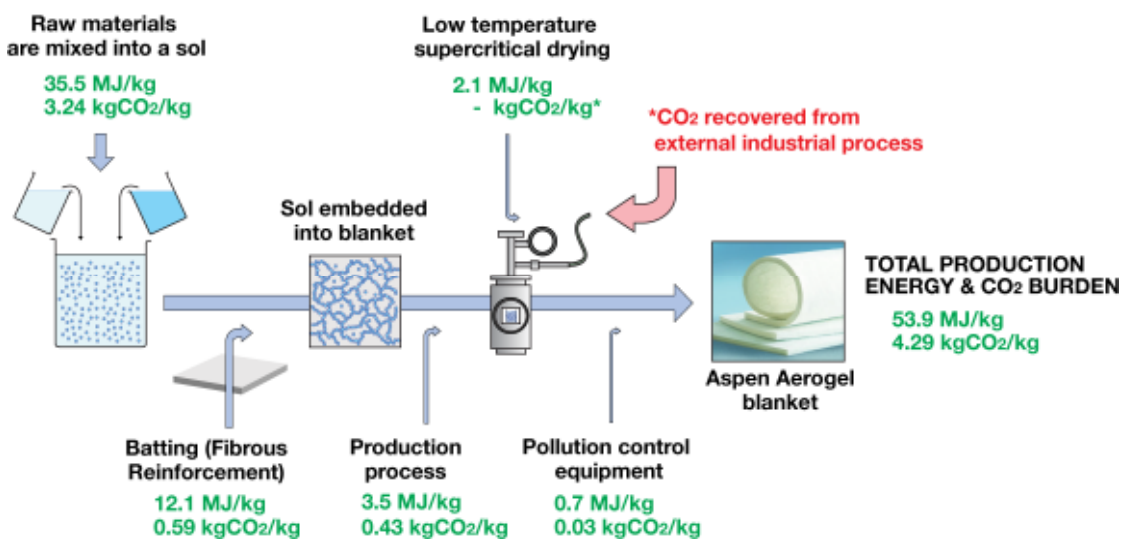 Raw materials
are mixed into a sol
35.5 MJ/kg
3.24 kgCO2/kg
Low temperature
supercritical drying
2.1 MJ/kg
- kgCO2/kg*
*CO2 recovered from
external industrial process
Sol embedded
into blanket
TOTAL PRODUCTION
ENERGY & CO2 BURDEN
53.9 MJ/kg
4.29 kgCO2/kg
Aspen Aerogel
blanket
Batting (Fibrous
Reinforcement)
12.1 MJ/kg
0.59 kgCO2/kg
Production
process
3.5 MJ/kg
0.43 kgCO2/kg
Pollution control
equipment
0.7 MJ/kg
0.03 kgCO2/kg